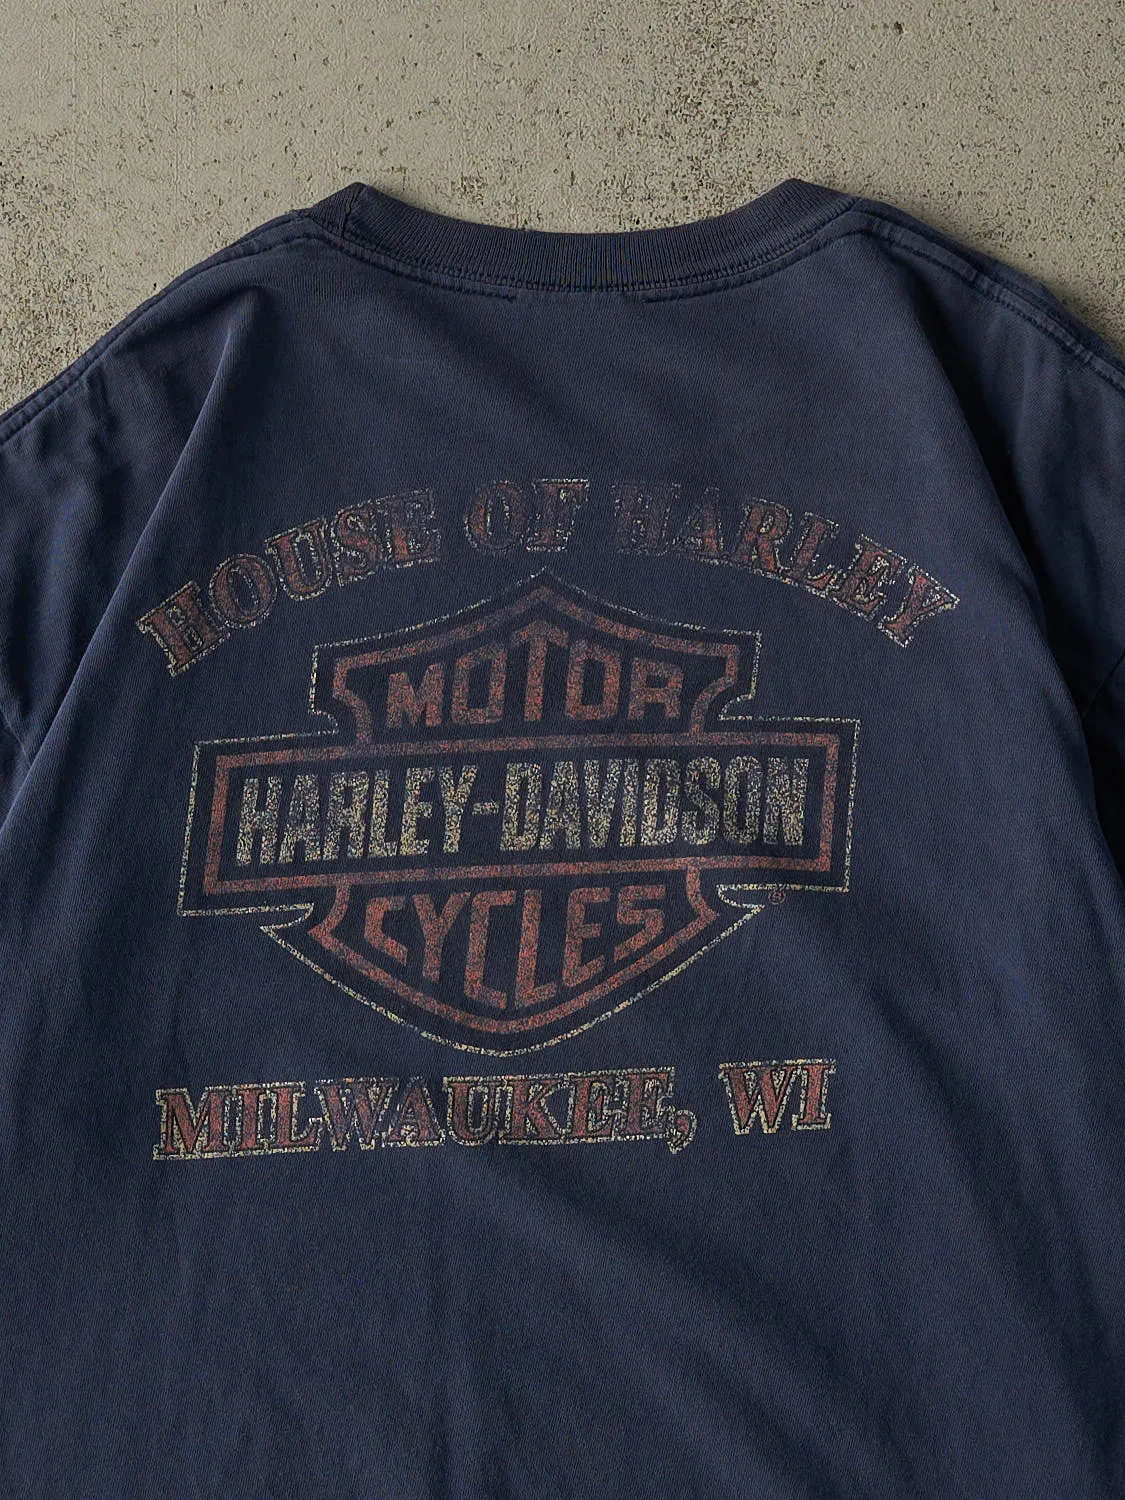 HOUSE OF HARLEY
MOTOR
HARLEY-DAVIDSON
CYCLES
®
MILWAUKEE, WI